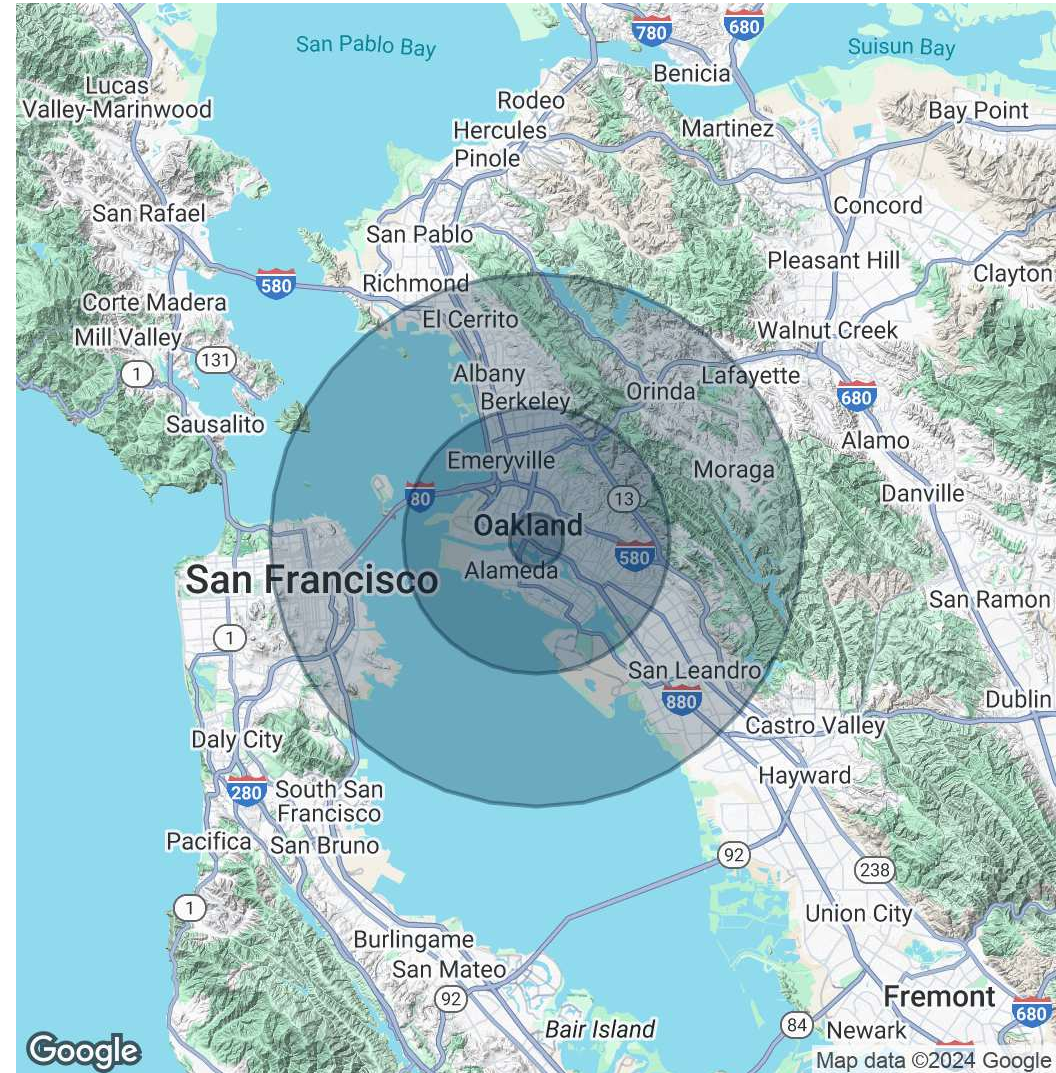 San Pablo Bay
780
680
Suisun Bay
Benicia
Lucas
Valley-Marinwood
Rodeo
Bay Point
Hercules
Martinez
Pinole
San Rafael
Concord
San Pablo
Pleasant Hill
Richmond
580
Clayton
Corte Madera
El Cerrito
Mill Valley
Walnut Creek
131
1
Albany
Lafayette
Orinda
680
Berkeley
Sausalito
Alamo
Emeryville
Moraga
Danville
80
13
Oakland
580
Alameda
San Francisco
San Ramon
1
San Leandro
880
Dublin
Castro Valley
Daly City
Hayward
280
South San
Francisco
Pacifica
San Bruno
92
238
1
Union City
Burlingame
San Mateo
92
Fremont
680
84
Bair Island
Newark
Google
Map data ©2024 Google